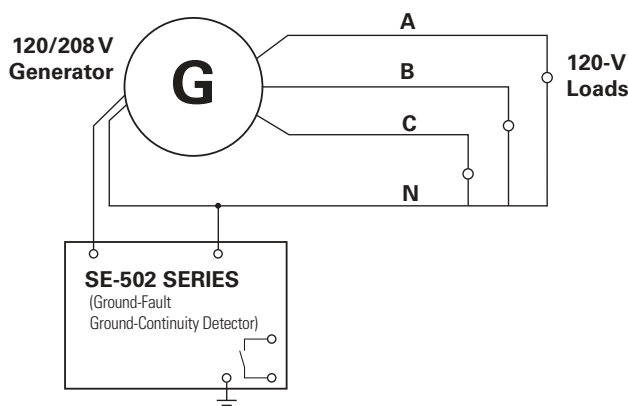 120/208 V
Generator
G
A
B
C
N
120-V
Loads
SE-502 SERIES
(Ground-Fault
Ground-Continuity Detector)